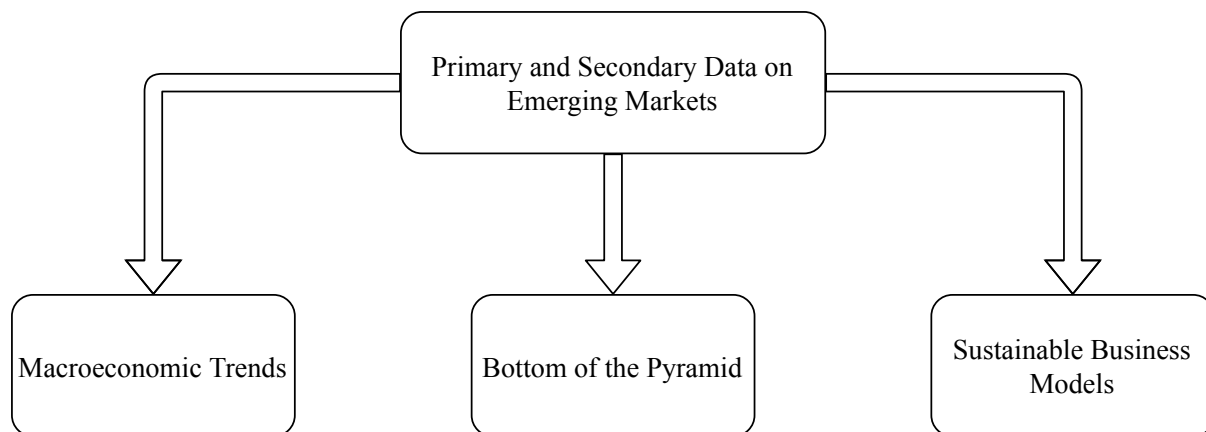 Primary and Secondary Data on
Emerging Markets
Macroeconomic Trends
Bottom of the Pyramid
Sustainable Business
Models